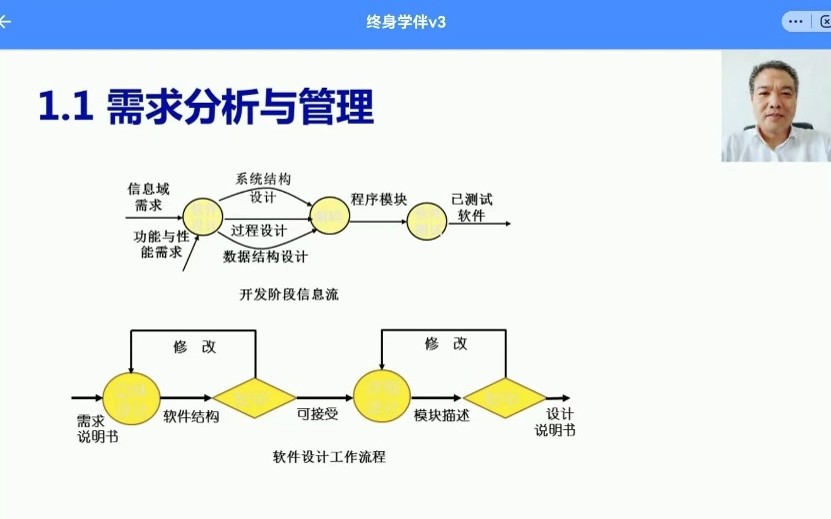 终身学伴v3
1.1 需求分析与管理
信息域
需求
功能与性
能需求
系统结构
设计
过程设计
数据结构设计
程序模块
已测试
软件
开发阶段信息流
修 改
修 改
需求
说明书
软件结构
可接受
模块描述
设计
说明书
软件设计工作流程